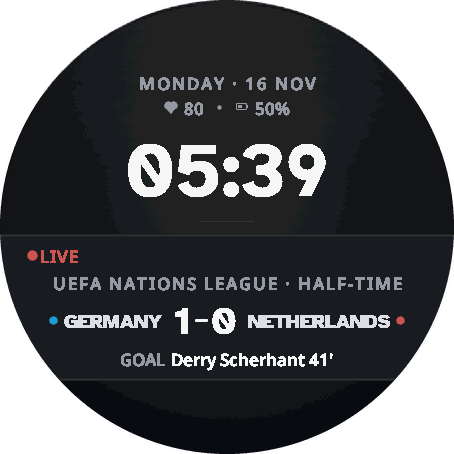 MONDAY · 16 NOV
80 · 50%
05:39
LIVE
UEFA NATIONS LEAGUE · HALF-TIME
GERMANY 1-0 NETHERLANDS
GOAL Derry Scherhant 41'